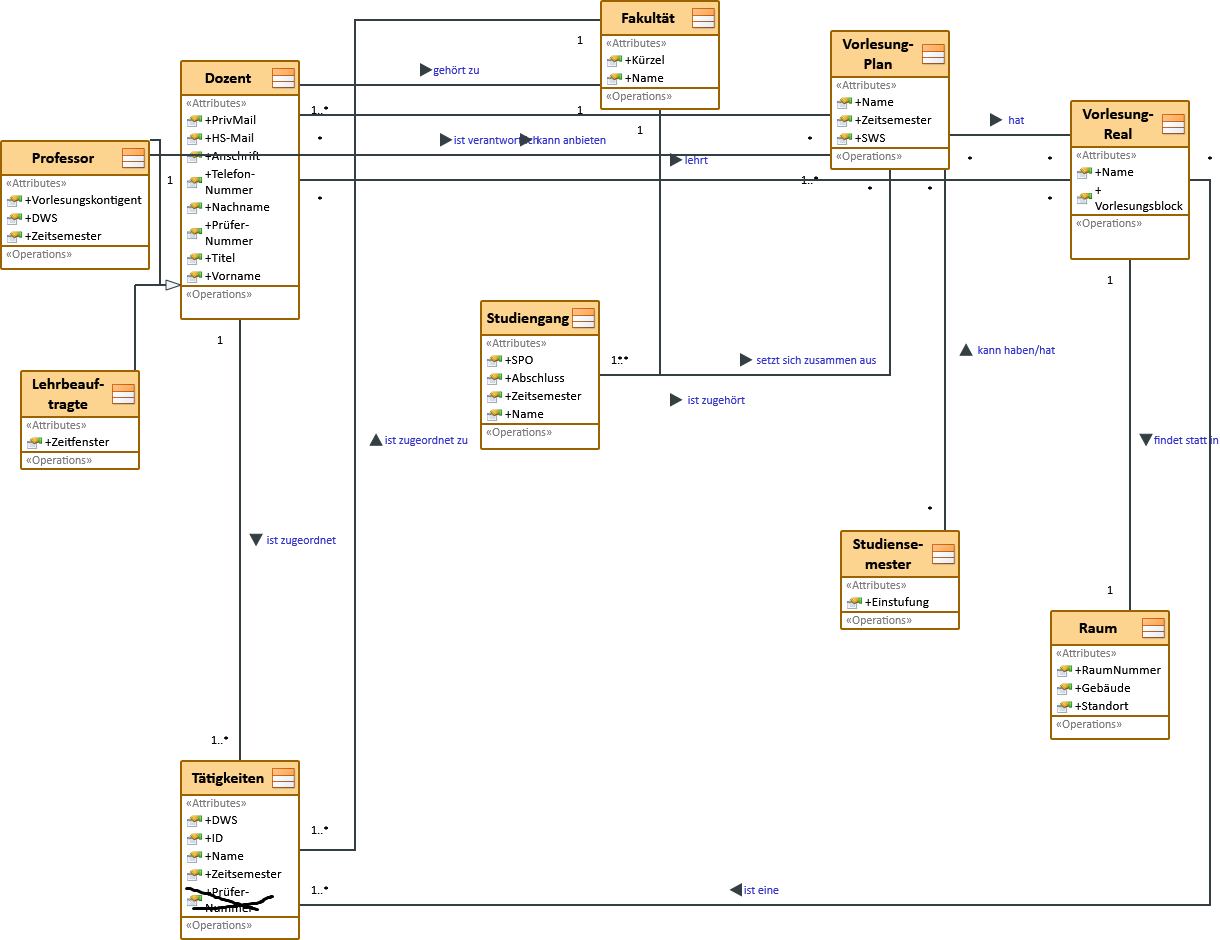 Fakultät
«Attributes»
+Kürzel
+Name
«Operations»
Vorlesung-
Plan
«Attributes»
+Name
+Zeitsemester
+SWS
«Operations»
Dozent
«Attributes»
+PrivMail
+HS-Mail
+Anschrift
+Telefon-
Nummer
+Nachname
+Prüfer-
Nummer
+Titel
+Vorname
«Operations»
Vorlesung-
Real
«Attributes»
+Name
+
Vorlesungsblock
«Operations»
Professor
«Attributes»
+Vorlesungskontigent
+DWS
+Zeitsemester
«Operations»
1
gehört zu
1..*
1
* ist verantwortlich kann anbieten *
1
lehrt
hat
* * *
1
1..*
* * * *
Studiengang
«Attributes»
+SPO
+Abschluss
+Zeitsemester
+Name
«Operations»
1
1
1..* *
setzt sich zusammen aus
kann haben/hat
ist zugehört
Lehrbeauf-
tragte
«Attributes»
+Zeitfenster
«Operations»
ist zugeordnet zu
findet statt in
*
ist zugeordnet
Studiense-
mester
«Attributes»
+Einstufung
«Operations»
1
Raum
«Attributes»
+RaumNummer
+Gebäude
+Standort
«Operations»
1..*
Tätigkeiten
«Attributes»
+DWS
+ID
+Name
+Zeitsemester
+Prüfer-
Nummer
«Operations»
1..*
1..*
ist eine